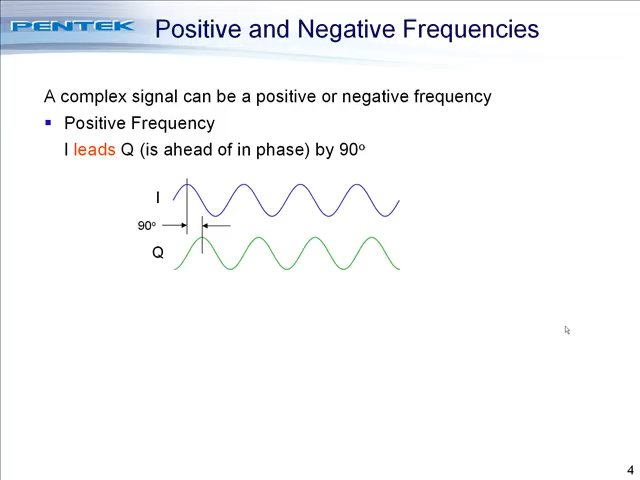 PENTEK
Positive and Negative Frequencies
A complex signal can be a positive or negative frequency
Positive Frequency
I leads Q (is ahead of in phase) by 90°
I
90°
Q
4